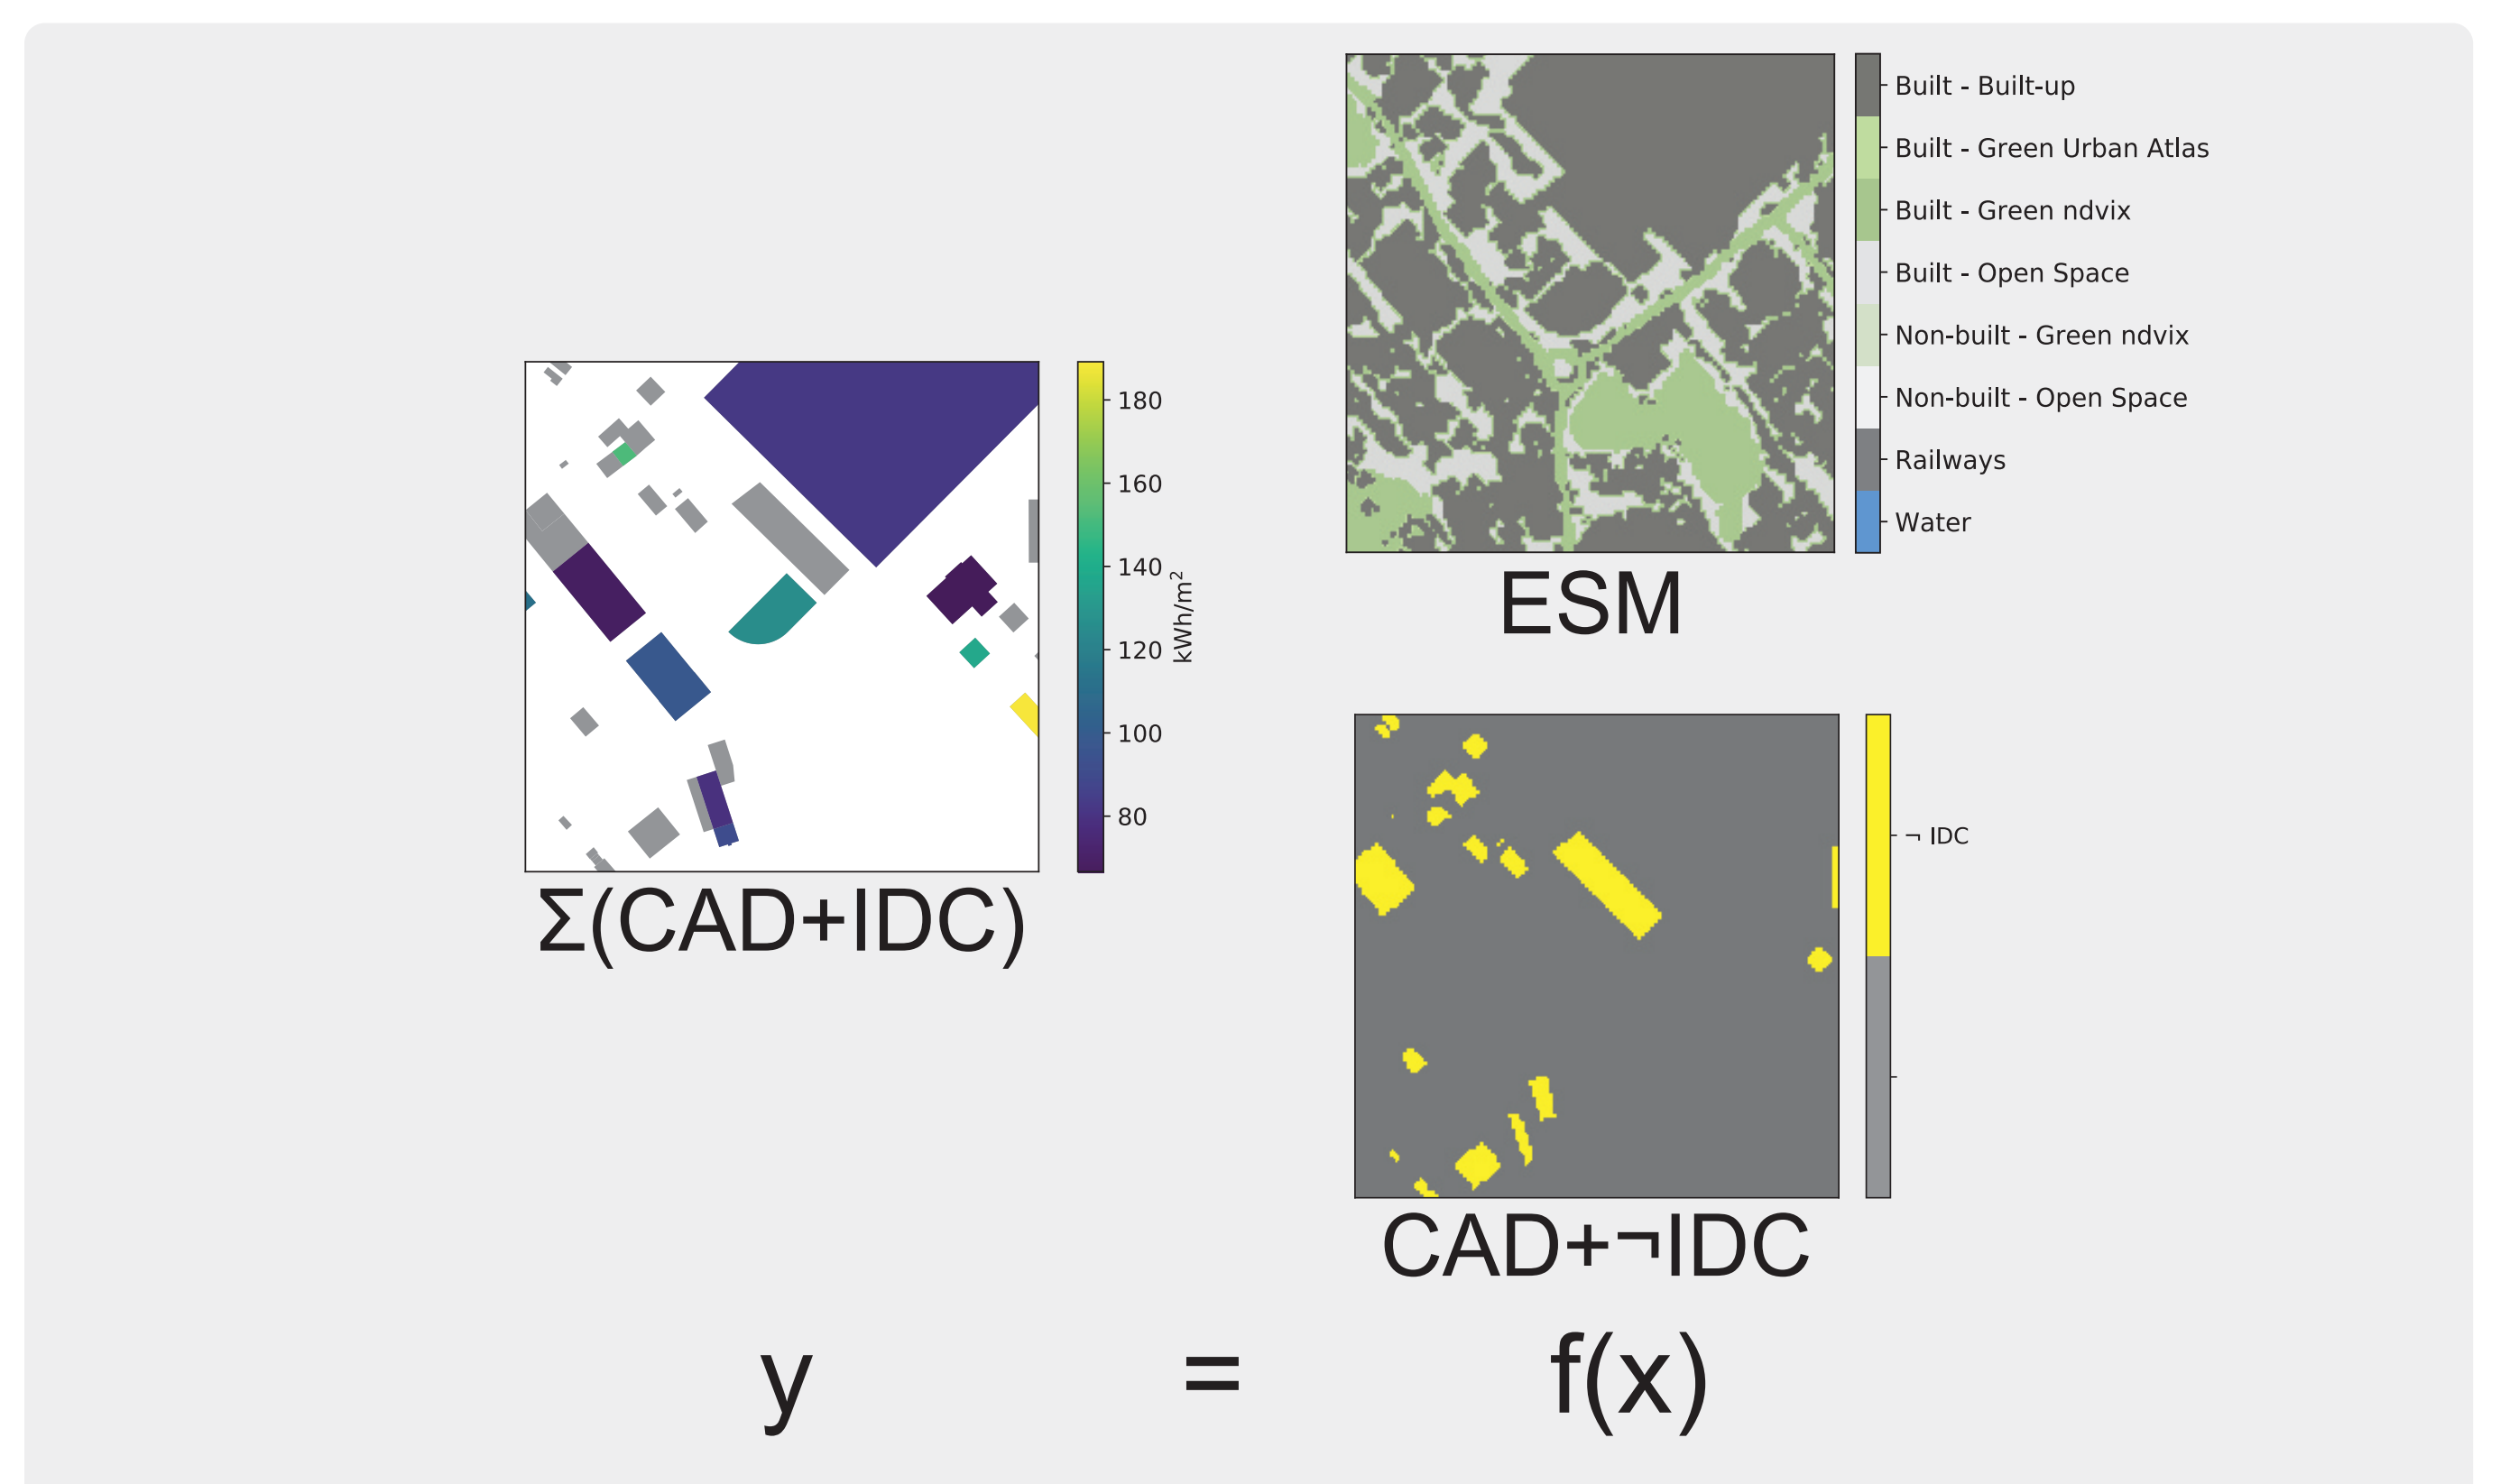 Built - Built-up
Built - Green Urban Atlas
Built - Green ndvix
Built - Open Space
Non-built - Green ndvix
Non-built - Open Space
Railways
Water
ESM
180
160
140
120
100
80
kWh/m²
Σ(CAD+IDC)
¬ IDC
CAD+¬IDC
y = f(x)